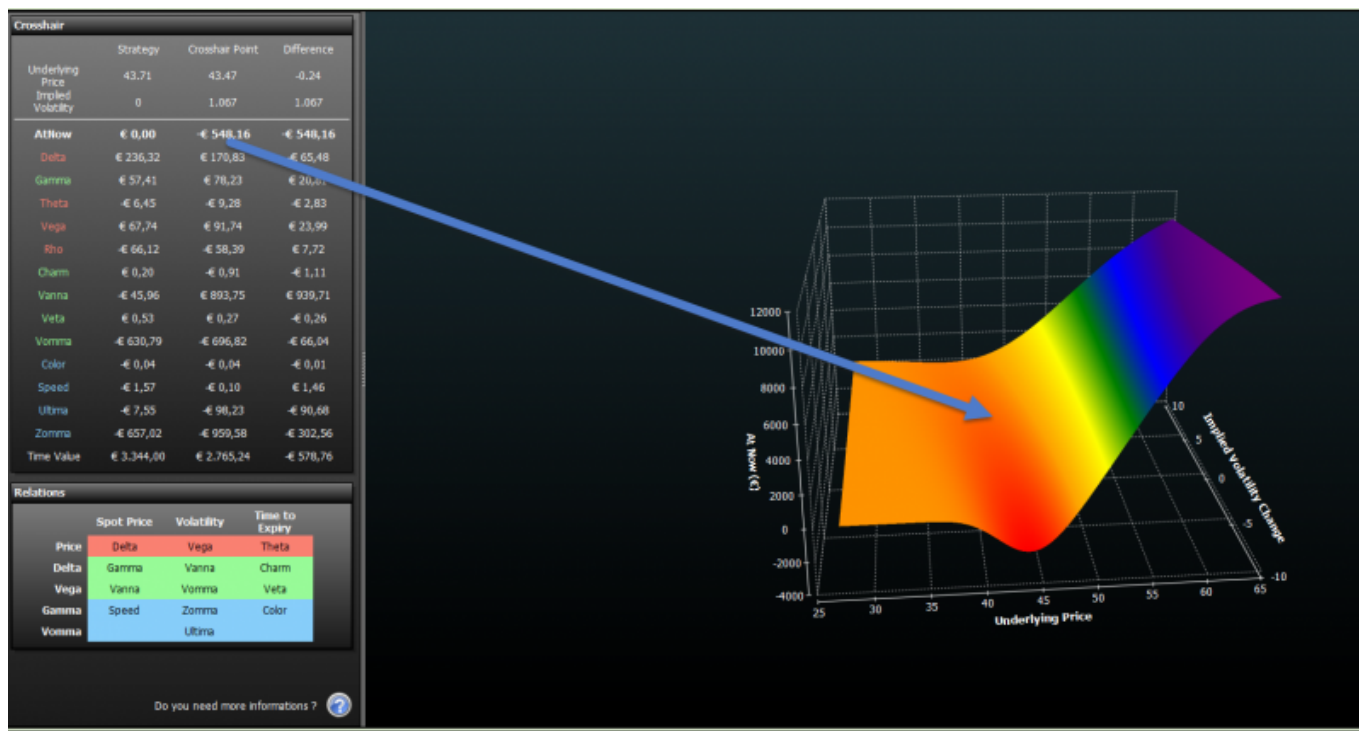 Crosshair
Strategy Crosshair Point Difference
Underlying Price 43.71 43.47 -0.24
Implied Volatility 0 1.067 1.067
AtNow € 0,00 -€ 548,16 -€ 548,16
Delta € 236,32 € 170,83 -€ 65,48
Gamma € 57,41 € 78,23
Theta -€ 6,45 -€ 9,28 -€ 2,83
Vega € 67,74 € 91,74 € 23,99
Rho -€ 66,12 -€ 58,39 € 7,72
Charm € 0,20 -€ 0,91 -€ 1,11
Vanna -€ 45,96 € 893,75 € 939,71
Veta € 0,53 € 0,27 -€ 0,26
Vomma -€ 630,79 -€ 696,82 -€ 66,04
Color -€ 0,04 -€ 0,04 -€ 0,01
Speed -€ 1,57 -€ 0,10 € 1,46
Ultima -€ 7,55 -€ 98,23 -€ 90,68
Zomma -€ 657,02 -€ 959,58 -€ 302,56
Time Value € 3.344,00 € 2.765,24 -€ 578,76
Relations
Spot Price Volatility Time to Expiry
Price Delta Vega Theta
Delta Gamma Vanna Charm
Vega Vanna Vomma Veta
Gamma Speed Zomma Color
Vomma Ultima
Do you need more informations ? ?
12000
10000
8000
6000
4000
2000
0
-2000
-4000
At Now (€)
25 30 35 40 45 50 55 60 65
Underlying Price
10
5
0
-5
-10
Implied Volatility Change